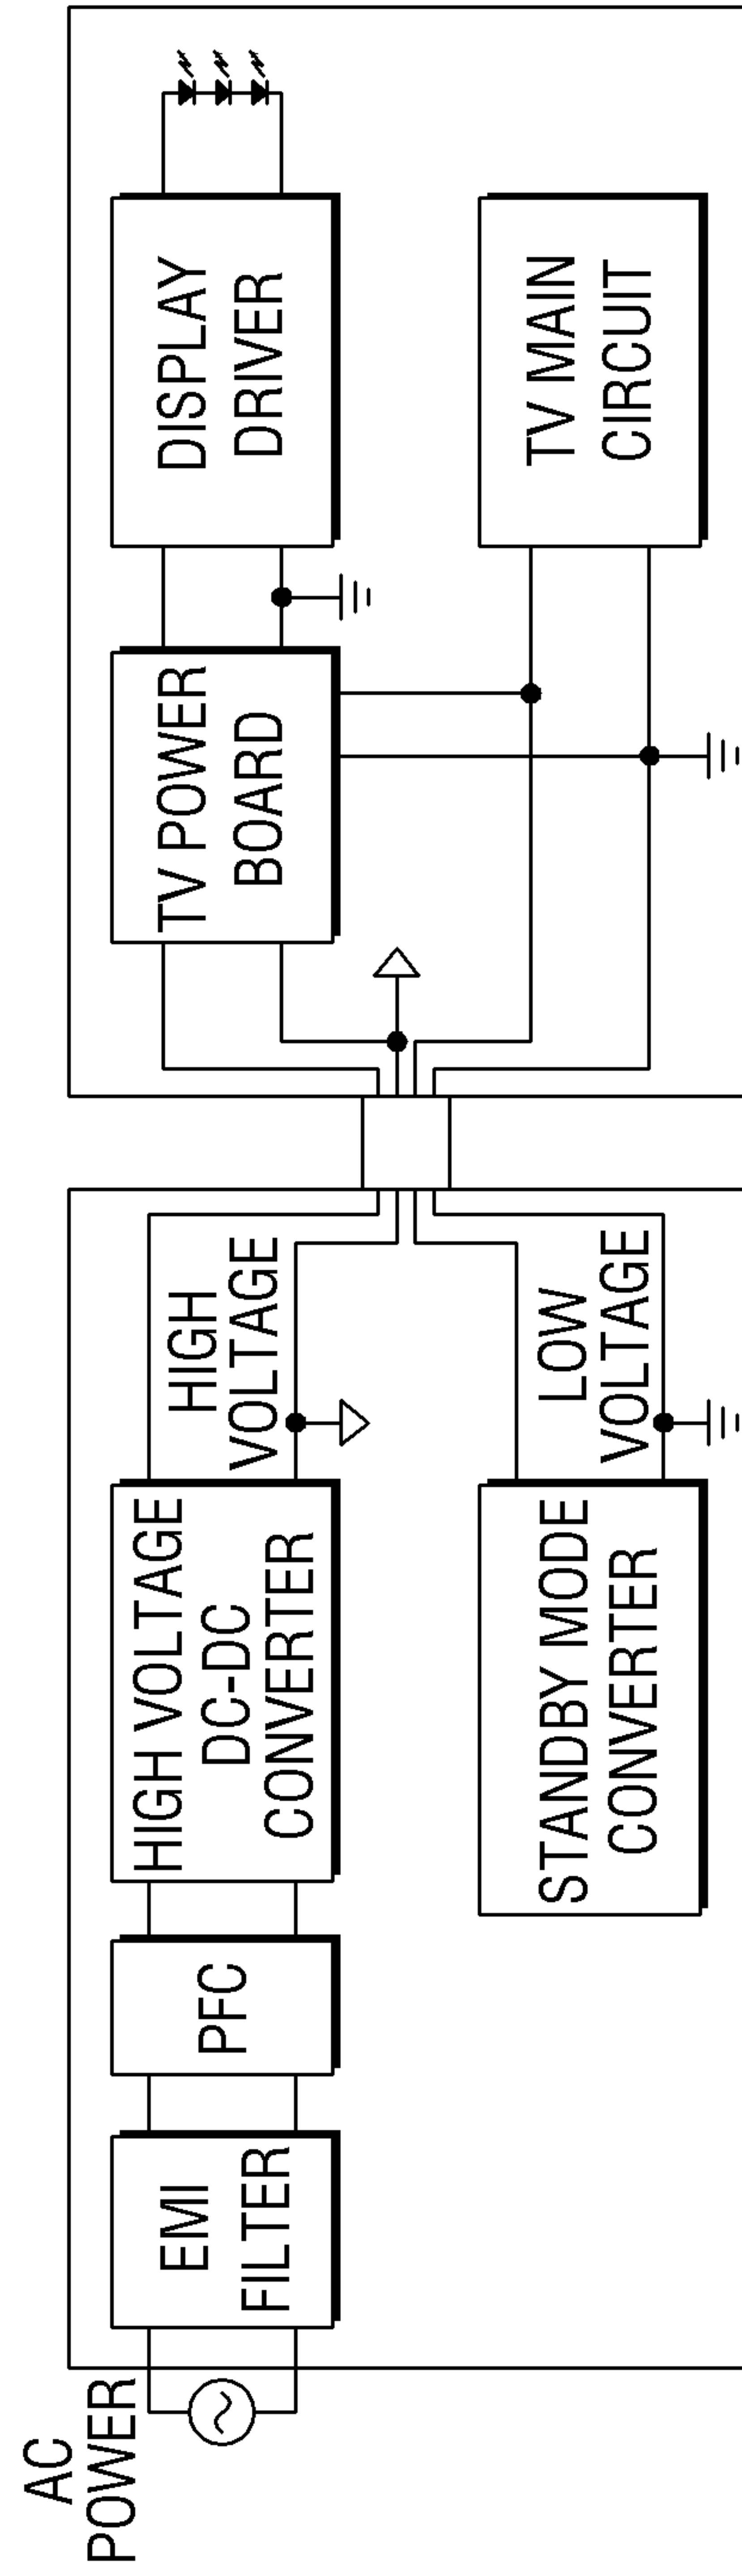 AC
POWER
EMI
FILTER
PFC
HIGH VOLTAGE
DC-DC
CONVERTER
HIGH
VOLTAGE
TV POWER
BOARD
DISPLAY
DRIVER
STANDBY MODE
CONVERTER
LOW
VOLTAGE
TV MAIN
CIRCUIT